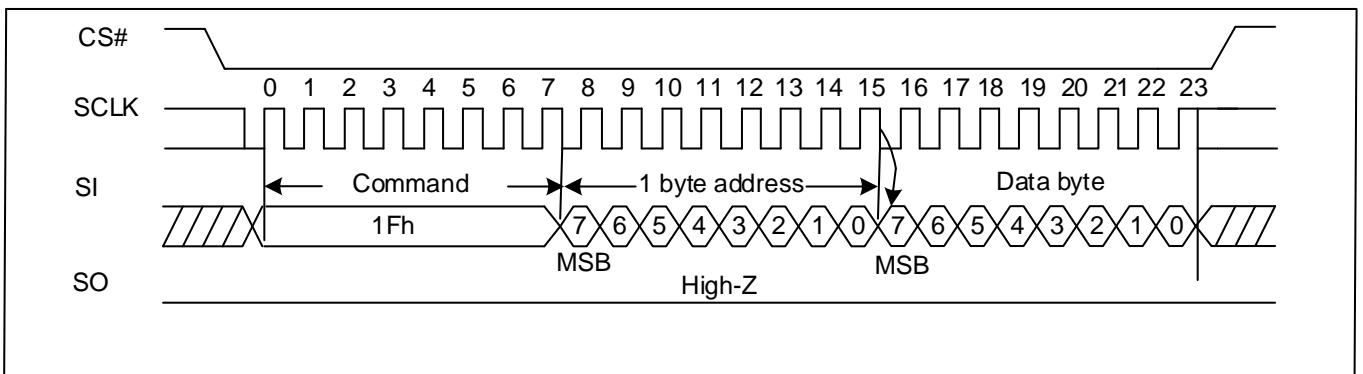 CS#
0 1 2 3 4 5 6 7 8 9 10 11 12 13 14 15 16 17 18 19 20 21 22 23
SCLK
SI Command 1 byte address Data byte
1Fh 7 6 5 4 3 2 1 0 7 6 5 4 3 2 1 0
MSB MSB
SO High-Z